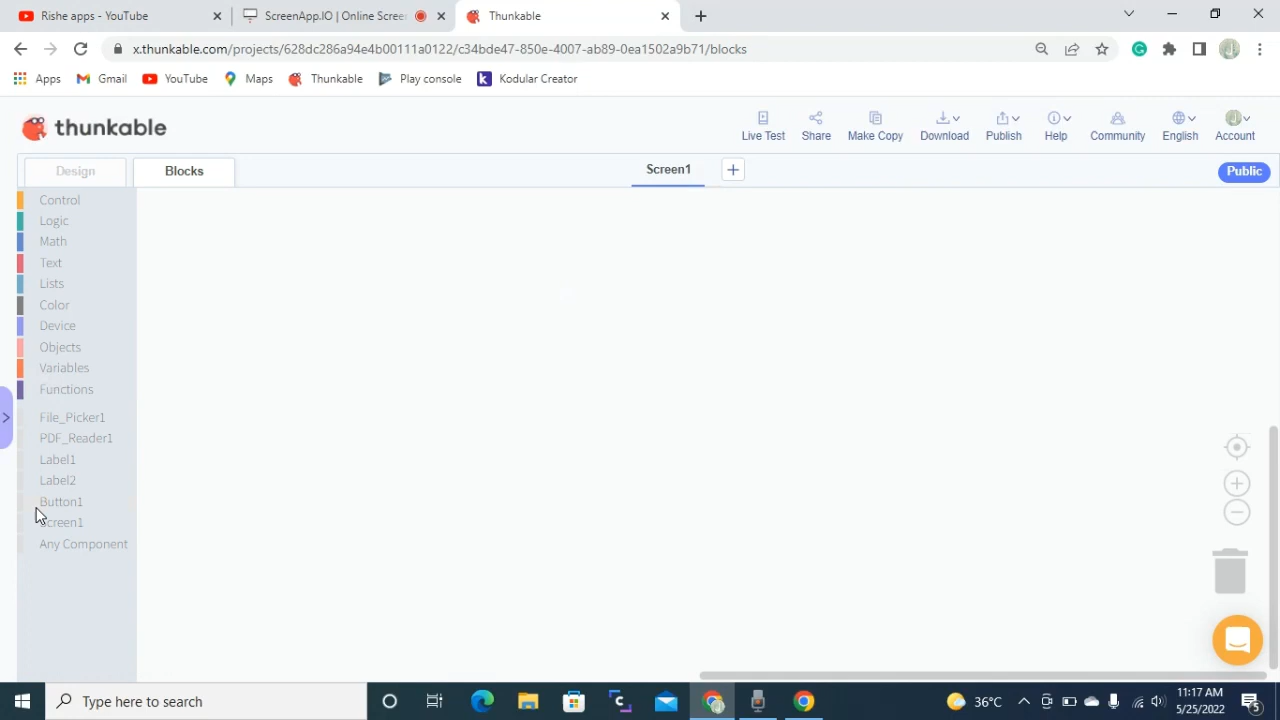 Rishe apps - YouTube
ScreenApp.IO | Online Screen
Thunkable
x.thunkable.com/projects/628dc286a94e4b00111a0122/c34bde47-850e-4007-ab89-0ea1502a9b71/blocks
Apps
Gmail
YouTube
Maps
Thunkable
Play console
Kodular Creator
thunkable
Live Test
Share
Make Copy
Download
Publish
Help
Community
English
Account
Design
Blocks
Screen1
Public
Control
Logic
Math
Text
Lists
Color
Device
Objects
Variables
Functions
File_Picker1
PDF_Reader1
Label1
Label2
Button1
Screen1
Any Component
Type here to search
36°C
11:17 AM
5/25/2022
5